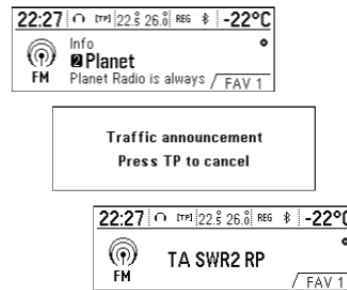 22:27 [TP] 22.5 26.0 REG -22°C
Info
2 Planet
FM Planet Radio is always FAV 1
Traffic announcement
Press TP to cancel
22:27 [TP] 22.5 26.0 REG -22°C
TA SWR2 RP
FM FAV 1